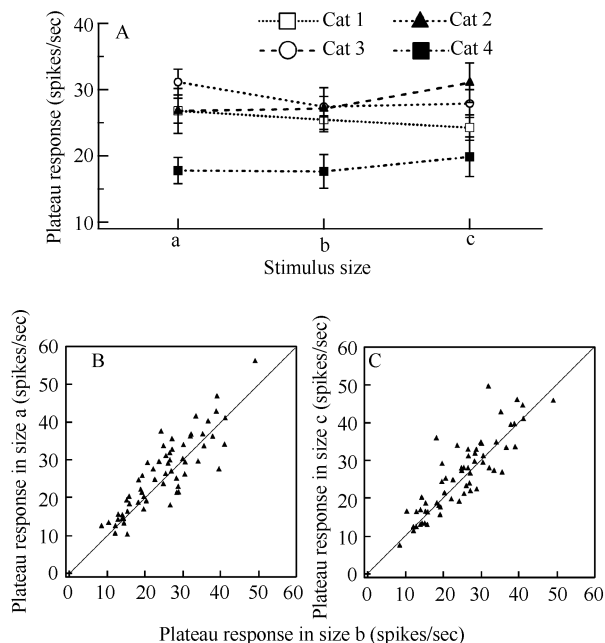 A
Cat 1
Cat 2
Cat 3
Cat 4
Plateau response (spikes/sec)
40
30
20
10
a
b
c
Stimulus size
B
Plateau response in size a (spikes/sec)
60
50
40
30
20
10
0
0
10
20
30
40
50
60
C
Plateau response in size c (spikes/sec)
60
50
40
30
20
10
0
0
10
20
30
40
50
60
Plateau response in size b (spikes/sec)